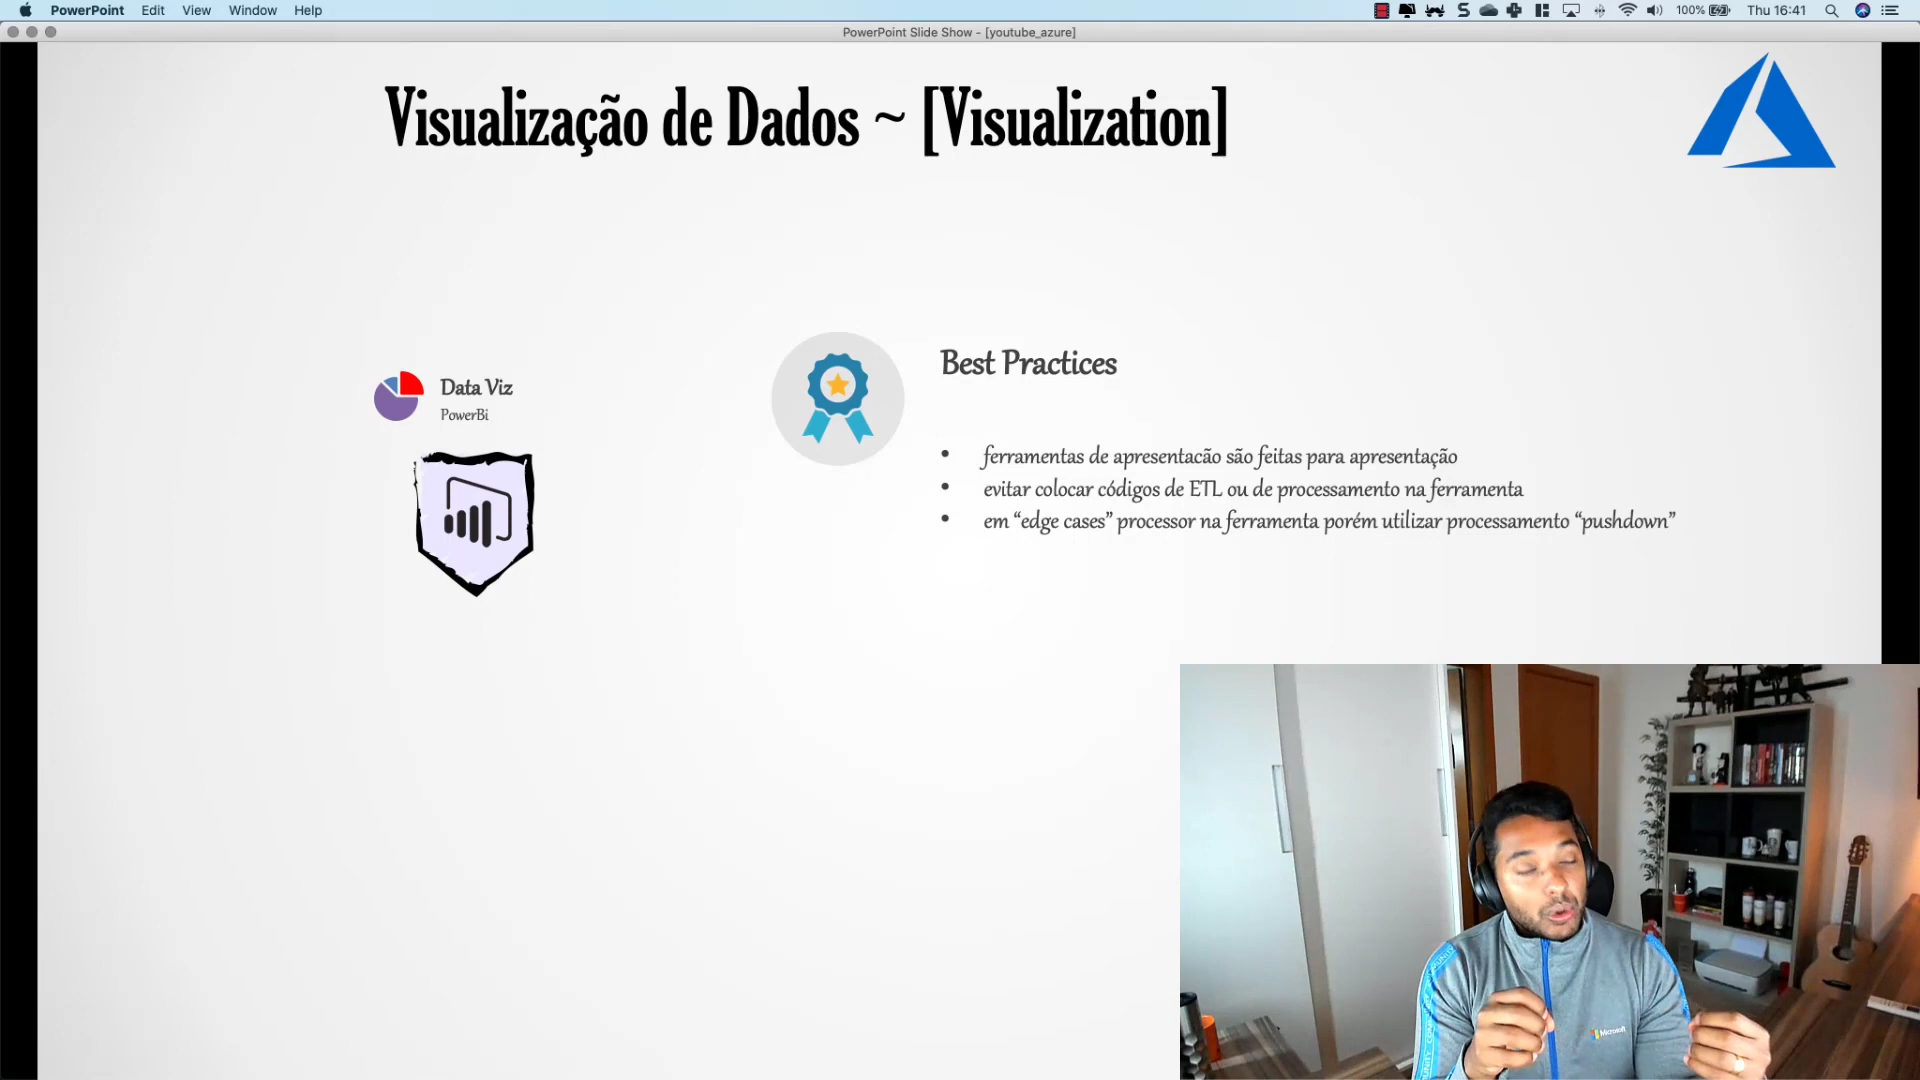 PowerPoint Edit View Window Help 100% Thu 16:41
PowerPoint Slide Show - [youtube_azure]
Visualização de Dados ~ [Visualization]
Data Viz
PowerBi
Best Practices
• ferramentas de apresentacão são feitas para apresentação
• evitar colocar códigos de ETL ou de processamento na ferramenta
• em “edge cases” processor na ferramenta porém utilizar processamento “pushdown”
Microsoft